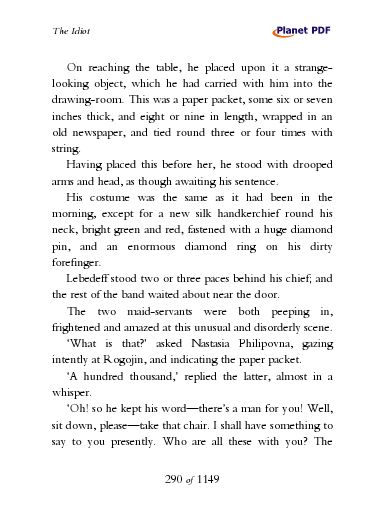 The Idiot
Planet PDF
On reaching the table, he placed upon it a strange-
looking object, which he had carried with him into the
drawing-room. This was a paper packet, some six or seven
inches thick, and eight or nine in length, wrapped in an
old newspaper, and tied round three or four times with
string.
Having placed this before her, he stood with drooped
arms and head, as though awaiting his sentence.
His costume was the same as it had been in the
morning, except for a new silk handkerchief round his
neck, bright green and red, fastened with a huge diamond
pin, and an enormous diamond ring on his dirty
forefinger.
Lebedeff stood two or three paces behind his chief; and
the rest of the band waited about near the door.
The two maid-servants were both peeping in,
frightened and amazed at this unusual and disorderly scene.
‘What is that?’ asked Nastasia Philipovna, gazing
intently at Rogojin, and indicating the paper packet.
‘A hundred thousand,’ replied the latter, almost in a
whisper.
‘Oh! so he kept his word—there’s a man for you! Well,
sit down, please—take that chair. I shall have something to
say to you presently. Who are all these with you? The
290 of 1149